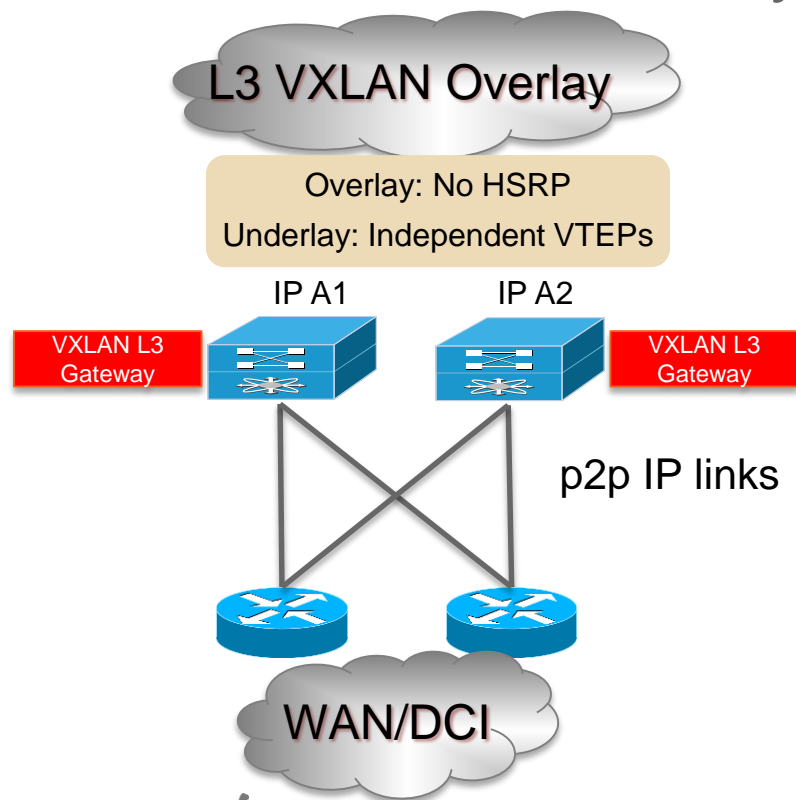 L3 VXLAN Overlay
Overlay: No HSRP
Underlay: Independent VTEPs
IP A1
IP A2
VXLAN L3
Gateway
VXLAN L3
Gateway
p2p IP links
WAN/DCI